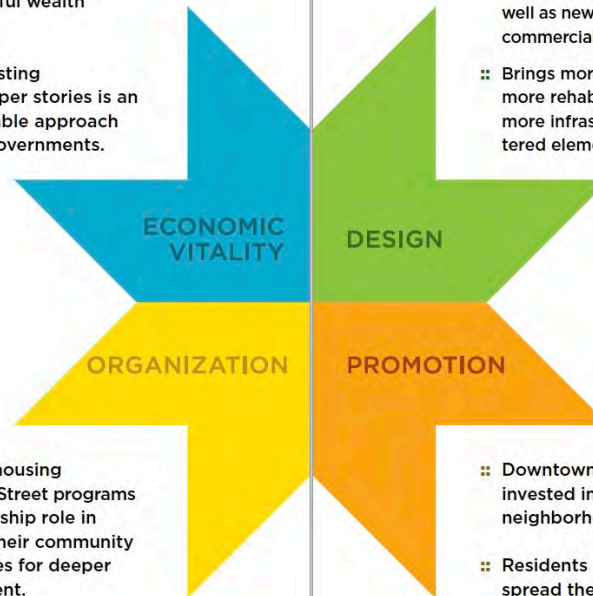 wealth
well as new
commercia
sting
per stories is an
able approach
overnments.
Brings mor
more rehab
more infras
tered eleme
ECONOMIC
VITALITY
DESIGN
ORGANIZATION
PROMOTION
housing
Street programs
ship role in
heir community
es for deeper
ent.
Downtown
invested in
neighborh
Residents
spread the